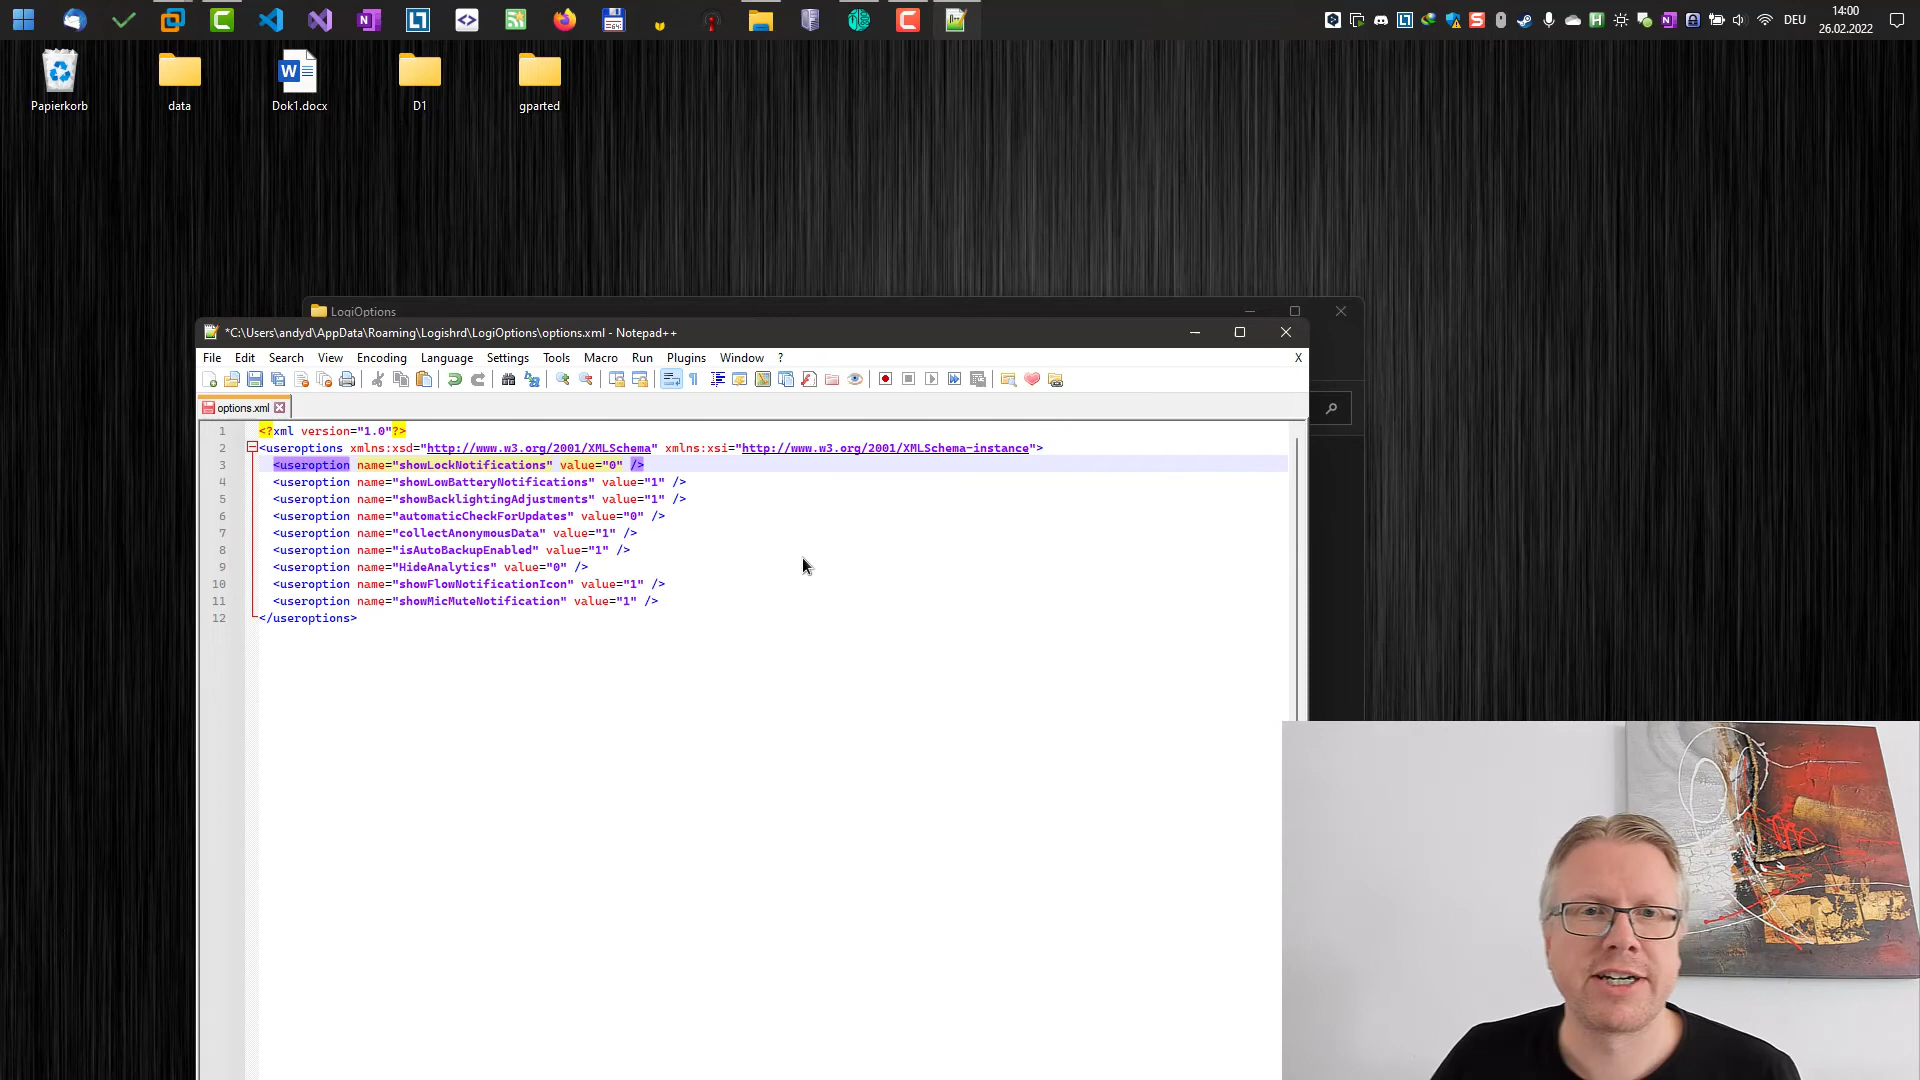 DEU
14:00
26.02.2022
Papierkorb
data
Dok1.docx
D1
gparted
LogiOptions
*C:\Users\andyd\AppData\Roaming\Logishrd\LogiOptions\options.xml - Notepad++
File Edit Search View Encoding Language Settings Tools Macro Run Plugins Window ?
X
options.xml
1 <?xml version="1.0"?>
2 <useroptions xmlns:xsd="http://www.w3.org/2001/XMLSchema" xmlns:xsi="http://www.w3.org/2001/XMLSchema-instance">
3 <useroption name="showLockNotifications" value="0" />
4 <useroption name="showLowBatteryNotifications" value="1" />
5 <useroption name="showBacklightingAdjustments" value="1" />
6 <useroption name="automaticCheckForUpdates" value="0" />
7 <useroption name="collectAnonymousData" value="1" />
8 <useroption name="isAutoBackupEnabled" value="1" />
9 <useroption name="HideAnalytics" value="0" />
10 <useroption name="showFlowNotificationIcon" value="1" />
11 <useroption name="showMicMuteNotification" value="1" />
12 </useroptions>